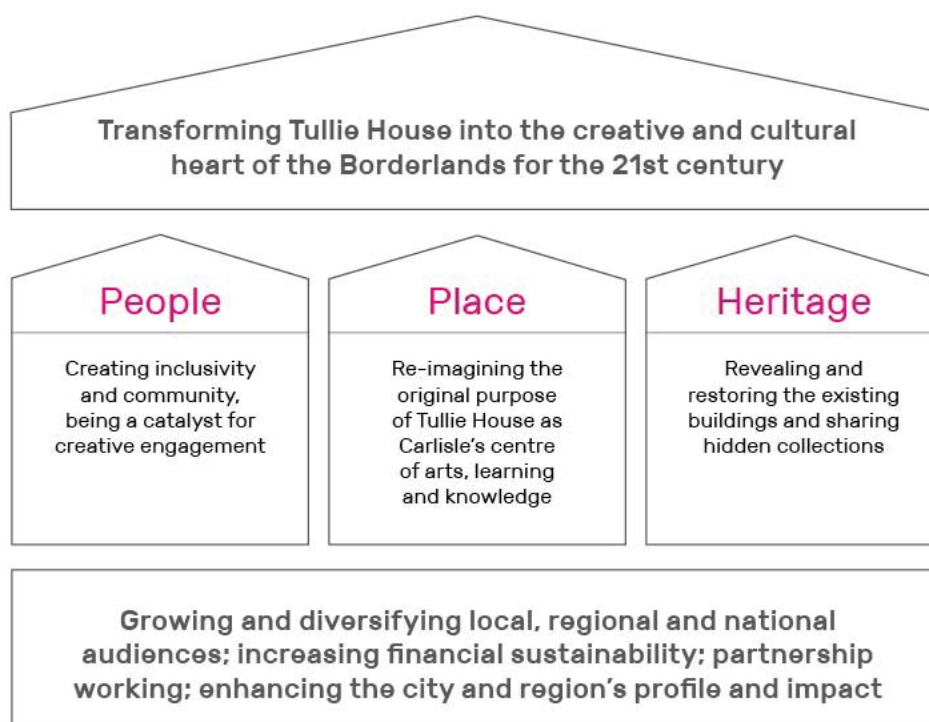 Transforming Tullie House into the creative and cultural
heart of the Borderlands for the 21st century
People
Creating inclusivity
and community,
being a catalyst for
creative engagement
Place
Re-imagining the
original purpose
of Tullie House as
Carlisle’s centre
of arts, learning
and knowledge
Heritage
Revealing and
restoring the existing
buildings and sharing
hidden collections
Growing and diversifying local, regional and national
audiences; increasing financial sustainability; partnership
working; enhancing the city and region’s profile and impact